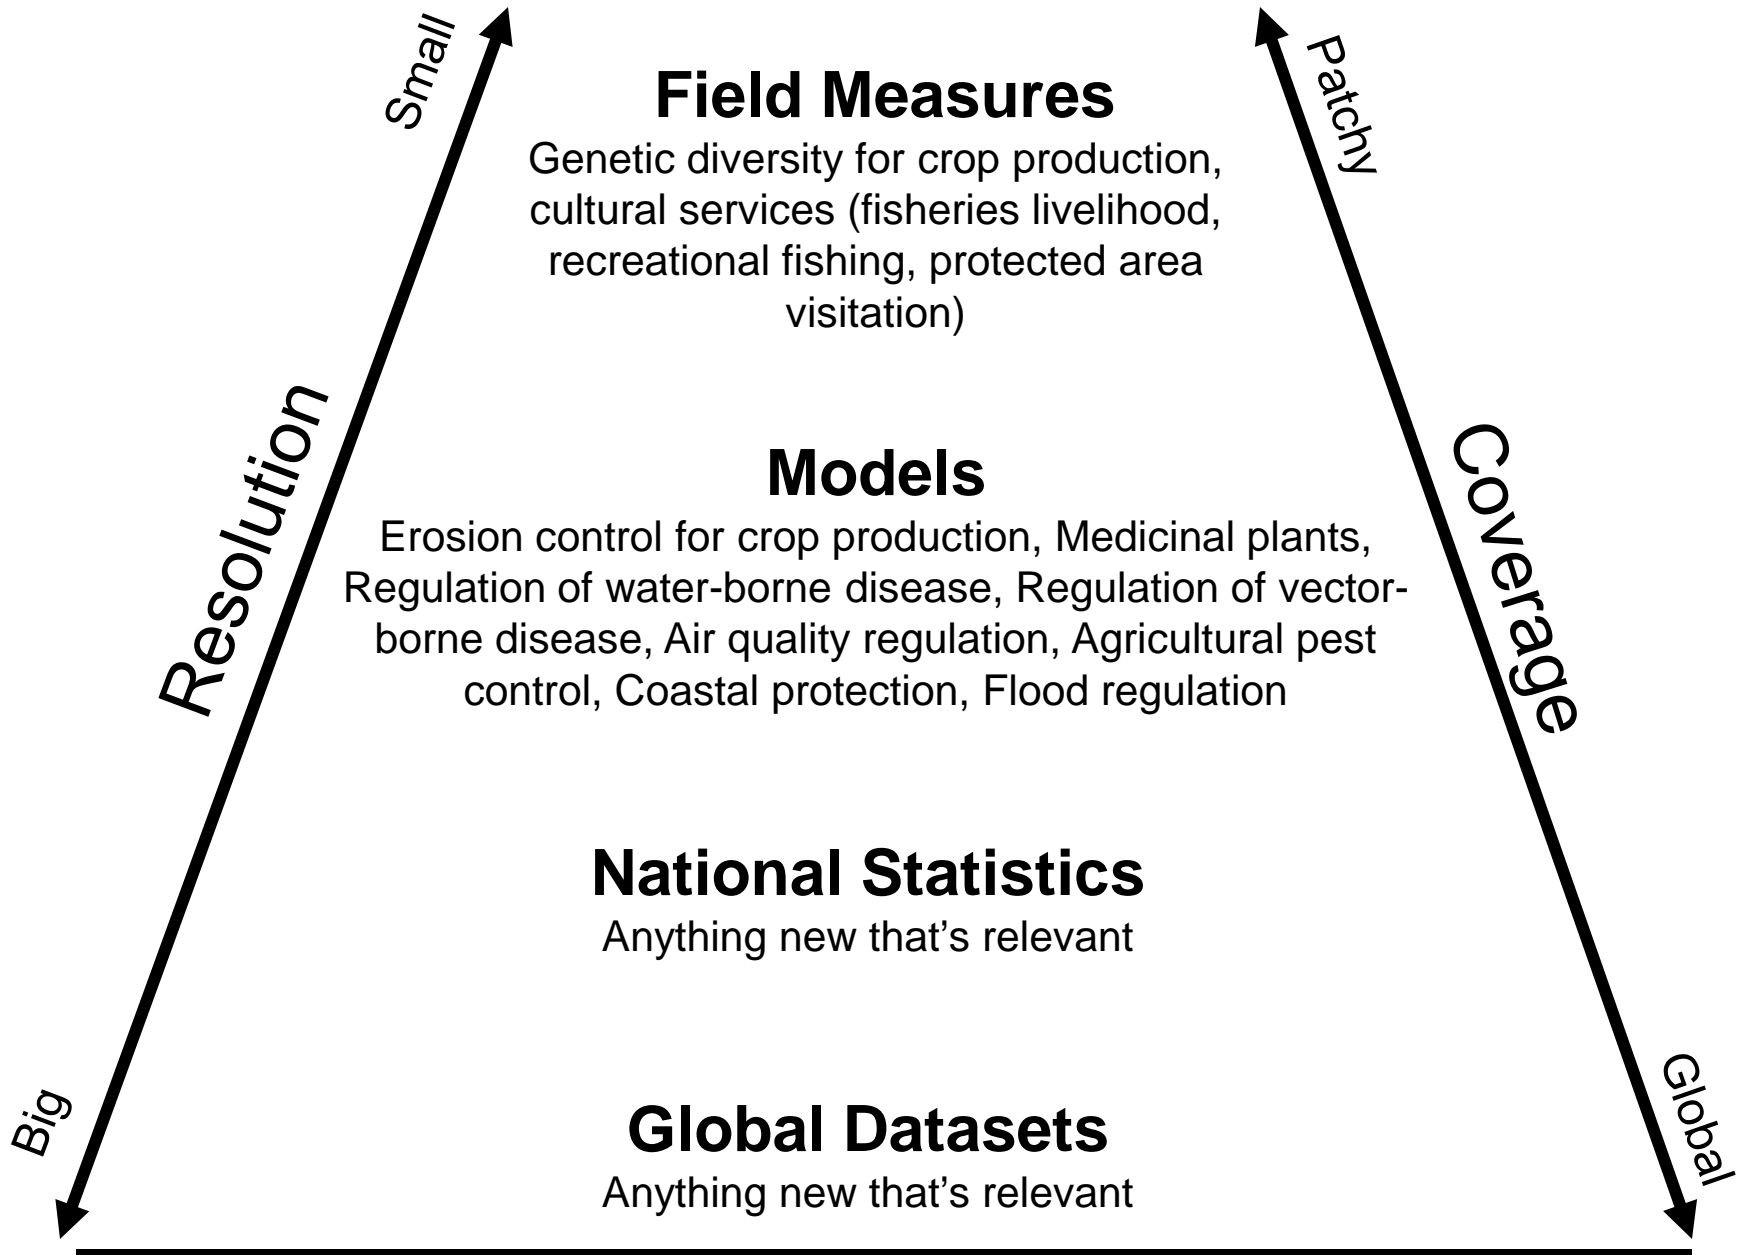 Small
Patchy
Field Measures
Genetic diversity for crop production,
cultural services (fisheries livelihood,
recreational fishing, protected area
visitation)
Resolution
Coverage
Models
Erosion control for crop production, Medicinal plants,
Regulation of water-borne disease, Regulation of vector-
borne disease, Air quality regulation, Agricultural pest
control, Coastal protection, Flood regulation
National Statistics
Anything new that’s relevant
Big
Global
Global Datasets
Anything new that’s relevant